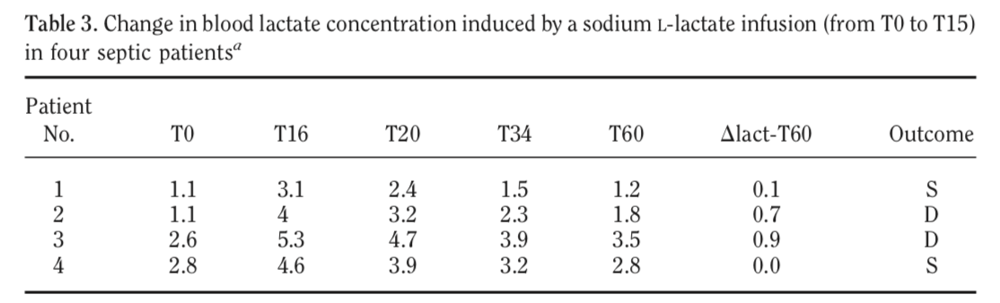 Table 3. Change in blood lactate concentration induced by a sodium L-lactate infusion (from T0 to T15)
in four septic patientsa
Patient
No. T0 T16 T20 T34 T60 Δlact-T60 Outcome
1 1.1 3.1 2.4 1.5 1.2 0.1 S
2 1.1 4 3.2 2.3 1.8 0.7 D
3 2.6 5.3 4.7 3.9 3.5 0.9 D
4 2.8 4.6 3.9 3.2 2.8 0.0 S